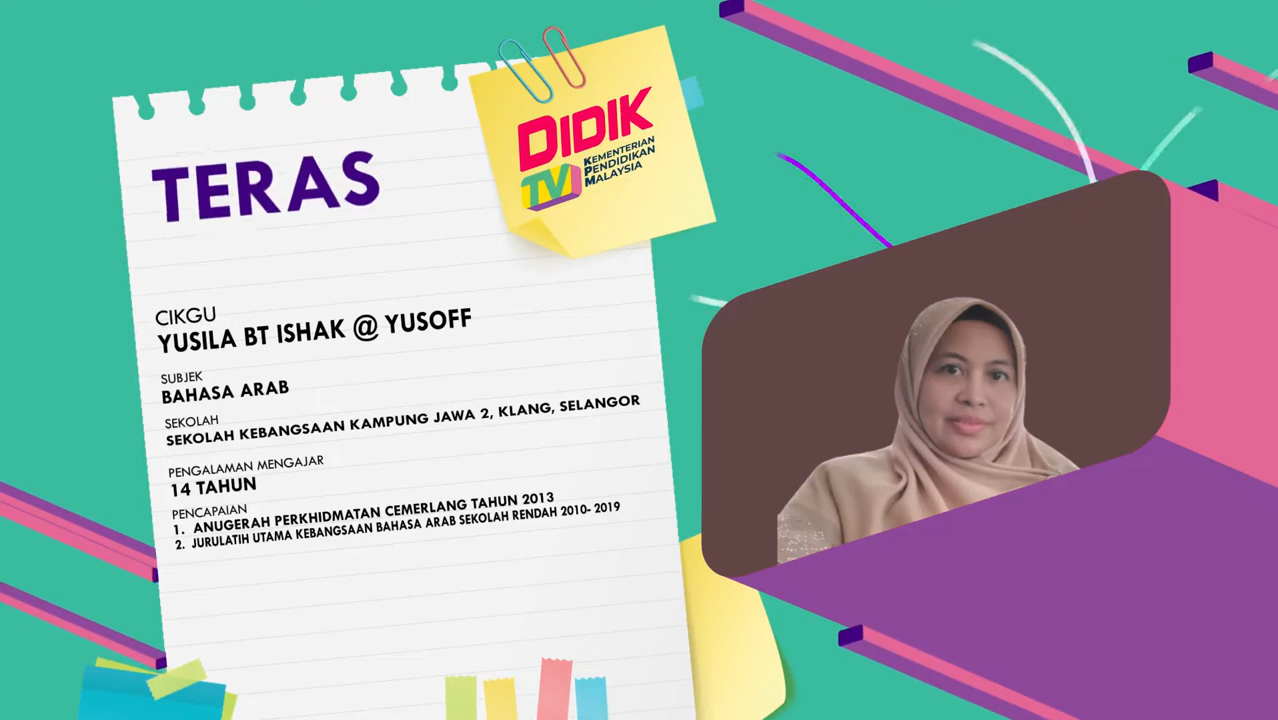 TERAS
DIDIK
TV
KEMENTERIAN
PENDIDIKAN
MALAYSIA
CIKGU
YUSILA BT ISHAK @ YUSOFF
SUBJEK
BAHASA ARAB
SEKOLAH
SEKOLAH KEBANGSAAN KAMPUNG JAWA 2, KLANG, SELANGOR
PENGALAMAN MENGAJAR
14 TAHUN
PENCAPAIAN
1. ANUGERAH PERKHIDMATAN CEMERLANG TAHUN 2013
2. JURULATIH UTAMA KEBANGSAAN BAHASA ARAB SEKOLAH RENDAH 2010- 2019